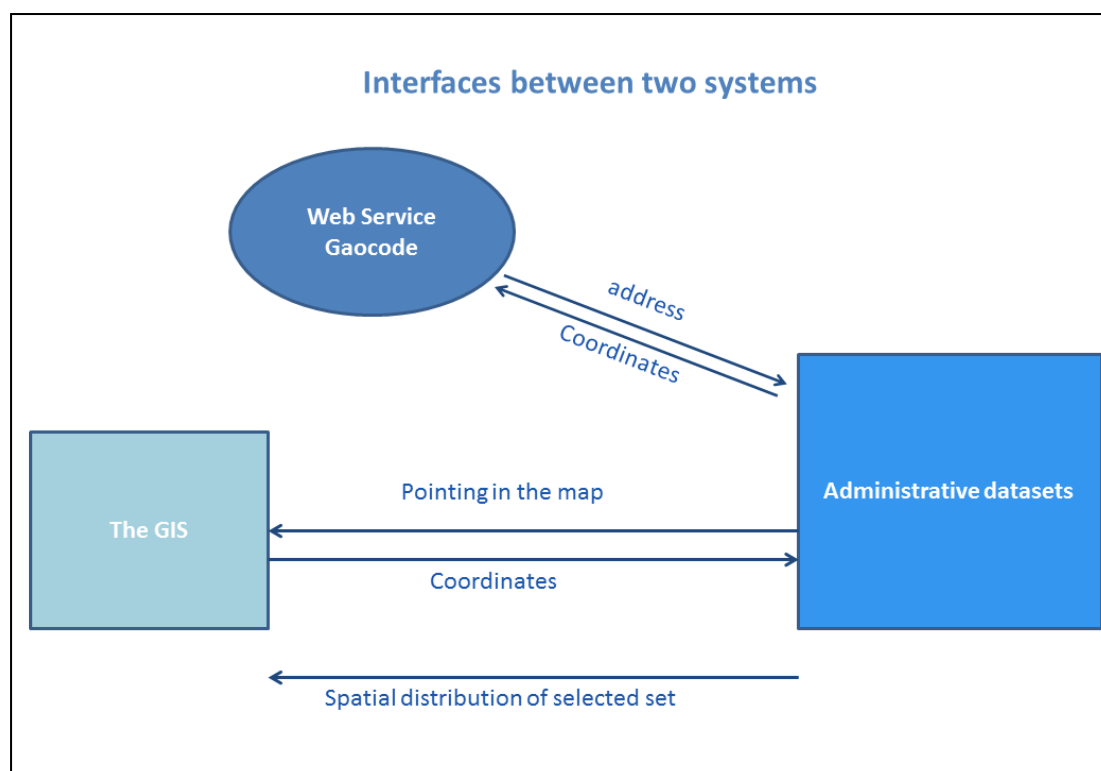 Interfaces between two systems
Web Service
Gaocode
address
Coordinates
Administrative datasets
Pointing in the map
The GIS
Coordinates
Spatial distribution of selected set